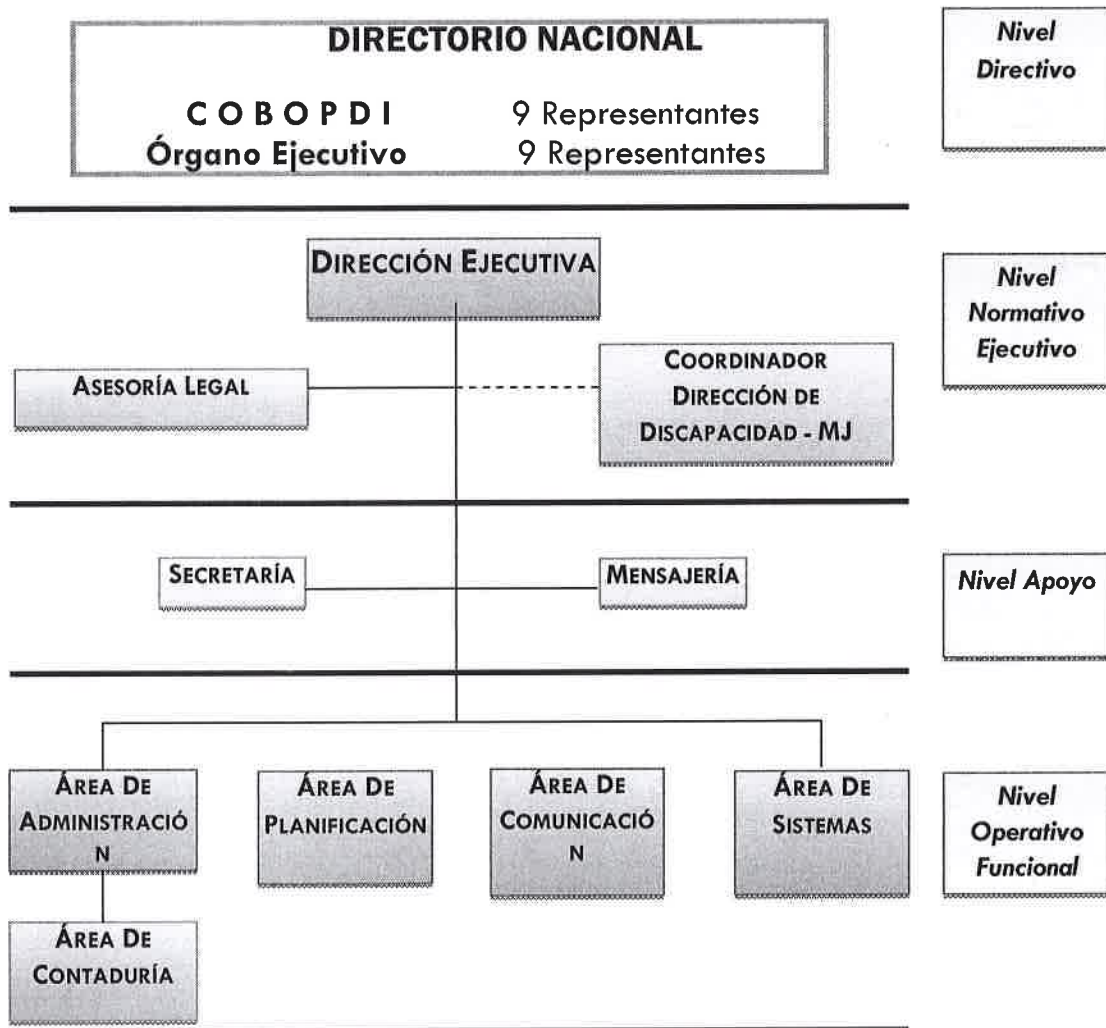 DIRECTORIO NACIONAL
C O B O P D I 9 Representantes
Órgano Ejecutivo 9 Representantes
Nivel
Directivo
DIRECCIÓN EJECUTIVA
ASESORÍA LEGAL
COORDINADOR
DIRECCIÓN DE
DISCAPACIDAD - MJ
Nivel
Normativo
Ejecutivo
SECRETARÍA
MENSAJERÍA
Nivel Apoyo
ÁREA DE
ADMINISTRACIÓ
N
ÁREA DE
PLANIFICACIÓN
ÁREA DE
COMUNICACIÓ
N
ÁREA DE
SISTEMAS
Nivel
Operativo
Funcional
ÁREA DE
CONTADURÍA